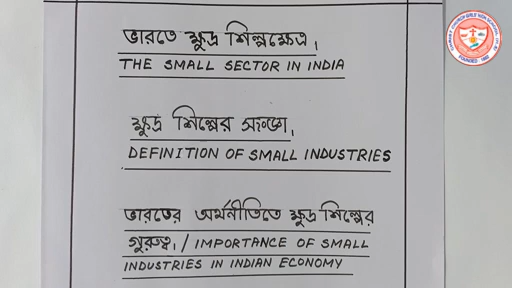 ভারতে ক্ষুদ্র শিল্পক্ষেত্র,
THE SMALL SECTOR IN INDIA
ক্ষুদ্র শিল্পের সংজ্ঞা,
DEFINITION OF SMALL INDUSTRIES
ভারতের অর্থনীতিতে ক্ষুদ্র শিল্পের
গুরুত্ব, / IMPORTANCE OF SMALL
INDUSTRIES IN INDIAN ECONOMY